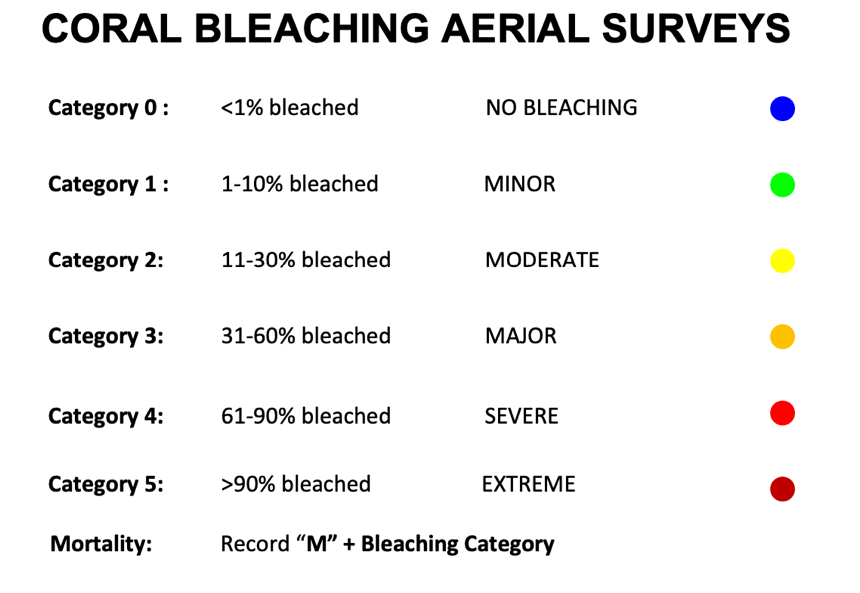 CORAL BLEACHING AERIAL SURVEYS
Category 0 : <1% bleached NO BLEACHING
Category 1 : 1-10% bleached MINOR
Category 2: 11-30% bleached MODERATE
Category 3: 31-60% bleached MAJOR
Category 4: 61-90% bleached SEVERE
Category 5: >90% bleached EXTREME
Mortality: Record “M” + Bleaching Category